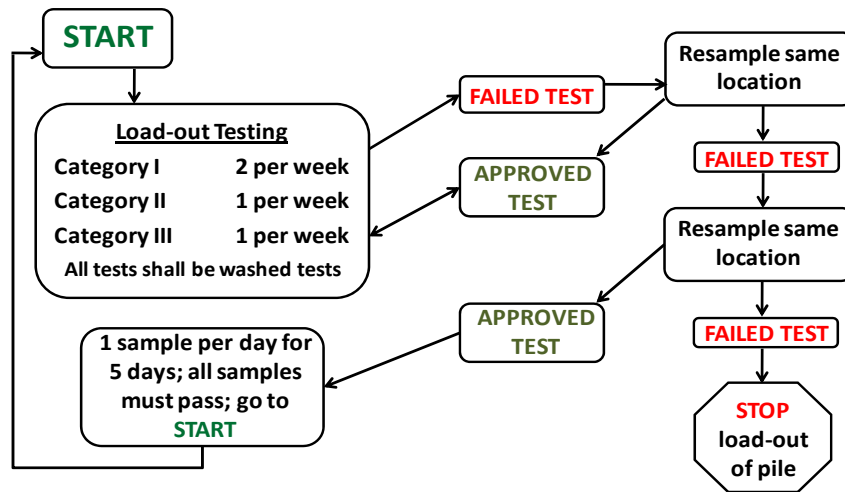 START
Load-out Testing
Category I 2 per week
Category II 1 per week
Category III 1 per week
All tests shall be washed tests
FAILED TEST
Resample same
location
APPROVED
TEST
FAILED TEST
Resample same
location
APPROVED
TEST
FAILED TEST
1 sample per day for
5 days; all samples
must pass; go to
START
STOP
load-out
of pile